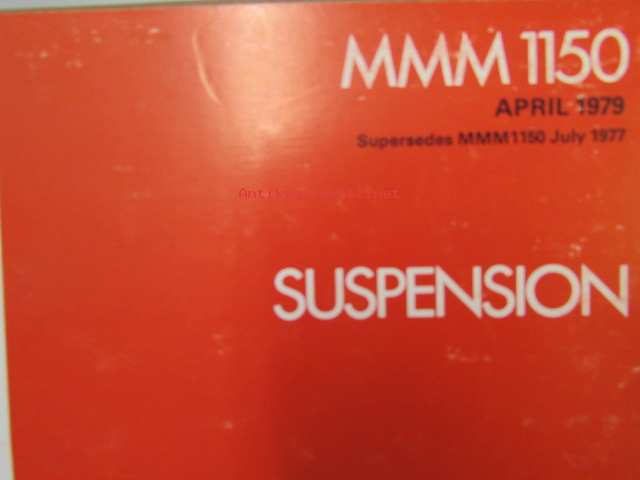 MMM 1150
APRIL 1979
Supersedes MMM1150 July 1977
SUSPENSION